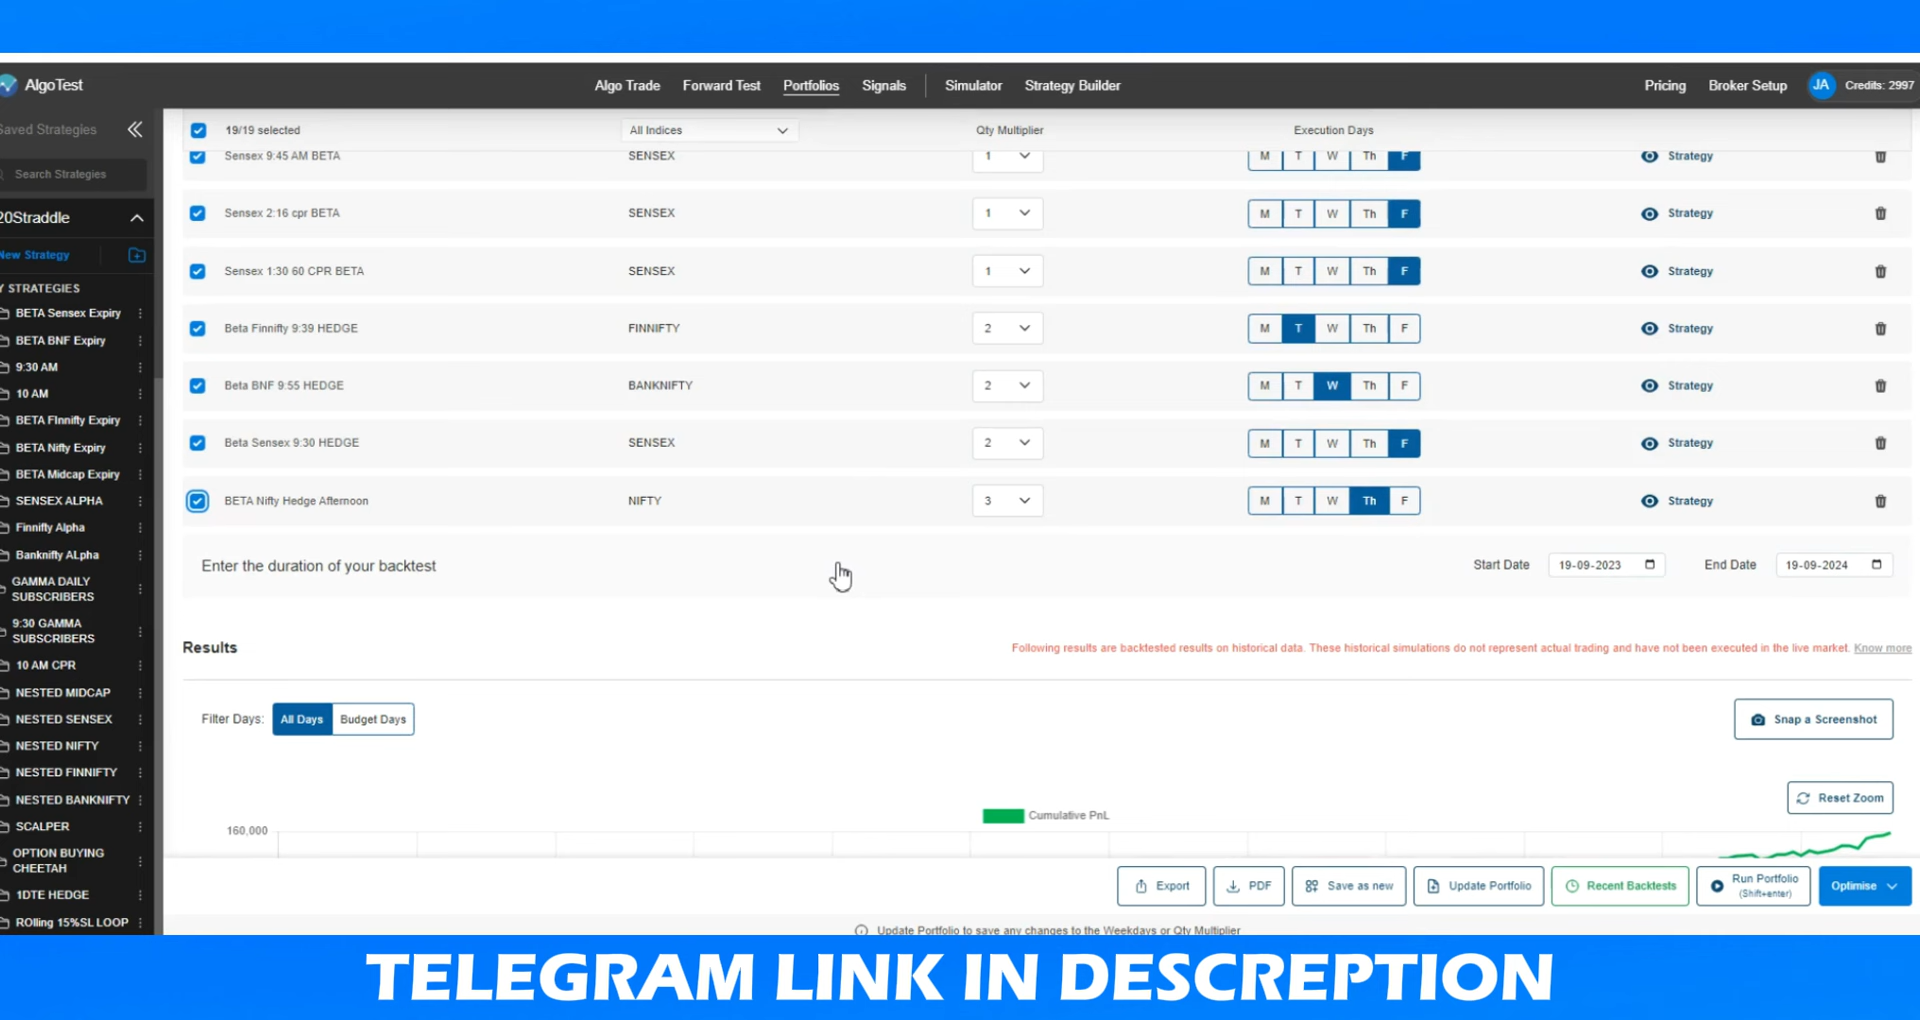 AlgoTest
Algo Trade Forward Test Portfolios Signals Simulator Strategy Builder
Pricing Broker Setup JA Credits: 2997
Saved Strategies
Search Strategies
20Straddle
New Strategy
Y STRATEGIES
BETA Sensex Expiry
BETA BNF Expiry
9:30 AM
10 AM
BETA FInnifty Expiry
BETA Nifty Expiry
BETA Midcap Expiry
SENSEX ALPHA
Finnifty Alpha
Banknifty ALpha
GAMMA DAILY
SUBSCRIBERS
9:30 GAMMA
SUBSCRIBERS
10 AM CPR
NESTED MIDCAP
NESTED SENSEX
NESTED NIFTY
NESTED FINNIFTY
NESTED BANKNIFTY
SCALPER
OPTION BUYING
CHEETAH
1DTE HEDGE
ROlling 15%SL LOOP
19/19 selected All Indices Qty Multiplier Execution Days
Sensex 9:45 AM BETA SENSEX 1 M T W Th F Strategy
Sensex 2:16 cpr BETA SENSEX 1 M T W Th F Strategy
Sensex 1:30 60 CPR BETA SENSEX 1 M T W Th F Strategy
Beta Finnifty 9:39 HEDGE FINNIFTY 2 M T W Th F Strategy
Beta BNF 9:55 HEDGE BANKNIFTY 2 M T W Th F Strategy
Beta Sensex 9:30 HEDGE SENSEX 2 M T W Th F Strategy
BETA Nifty Hedge Afternoon NIFTY 3 M T W Th F Strategy
Enter the duration of your backtest Start Date 19-09-2023 End Date 19-09-2024
Results Following results are backtested results on historical data. These historical simulations do not represent actual trading and have not been executed in the live market. Know more
Filter Days: All Days Budget Days Snap a Screenshot
Reset Zoom
Cumulative PnL
160,000
Export PDF Save as new Update Portfolio Recent Backtests Run Portfolio (Shift+enter) Optimise
Update Portfolio to save any changes to the Weekdays or Qty Multiplier
TELEGRAM LINK IN DESCREPTION